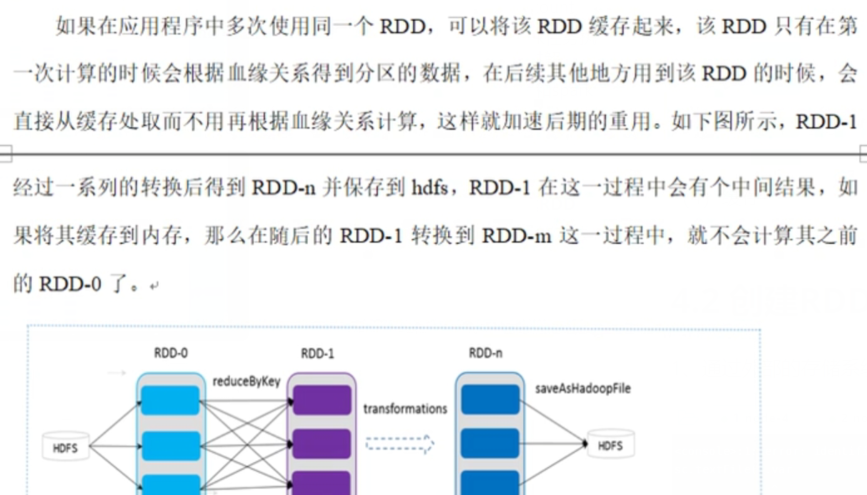 如果在应用程序中多次使用同一个 RDD，可以将该 RDD 缓存起来，该 RDD 只有在第
一次计算的时候会根据血缘关系得到分区的数据，在后续其他地方用到该 RDD 的时候，会
直接从缓存处取而不用再根据血缘关系计算，这样就加速后期的重用。如下图所示，RDD-1
经过一系列的转换后得到 RDD-n 并保存到 hdfs，RDD-1 在这一过程中会有个中间结果，如
果将其缓存到内存，那么在随后的 RDD-1 转换到 RDD-m 这一过程中，就不会计算其之前
的 RDD-0 了。
RDD-0 RDD-1 RDD-n
reduceByKey
saveAsHadoopFile
transformations
HDFS
HDFS